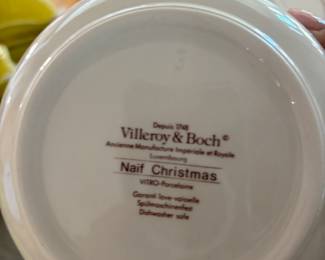 Depuis 1748
Villeroy & Boch©
Ancienne Manufacture Impériale et Royale
Luxembourg
Naif Christmas
VITRO-Porcelaine
Garanti lave-vaisselle
Spülmaschinenfest
Dishwasher safe